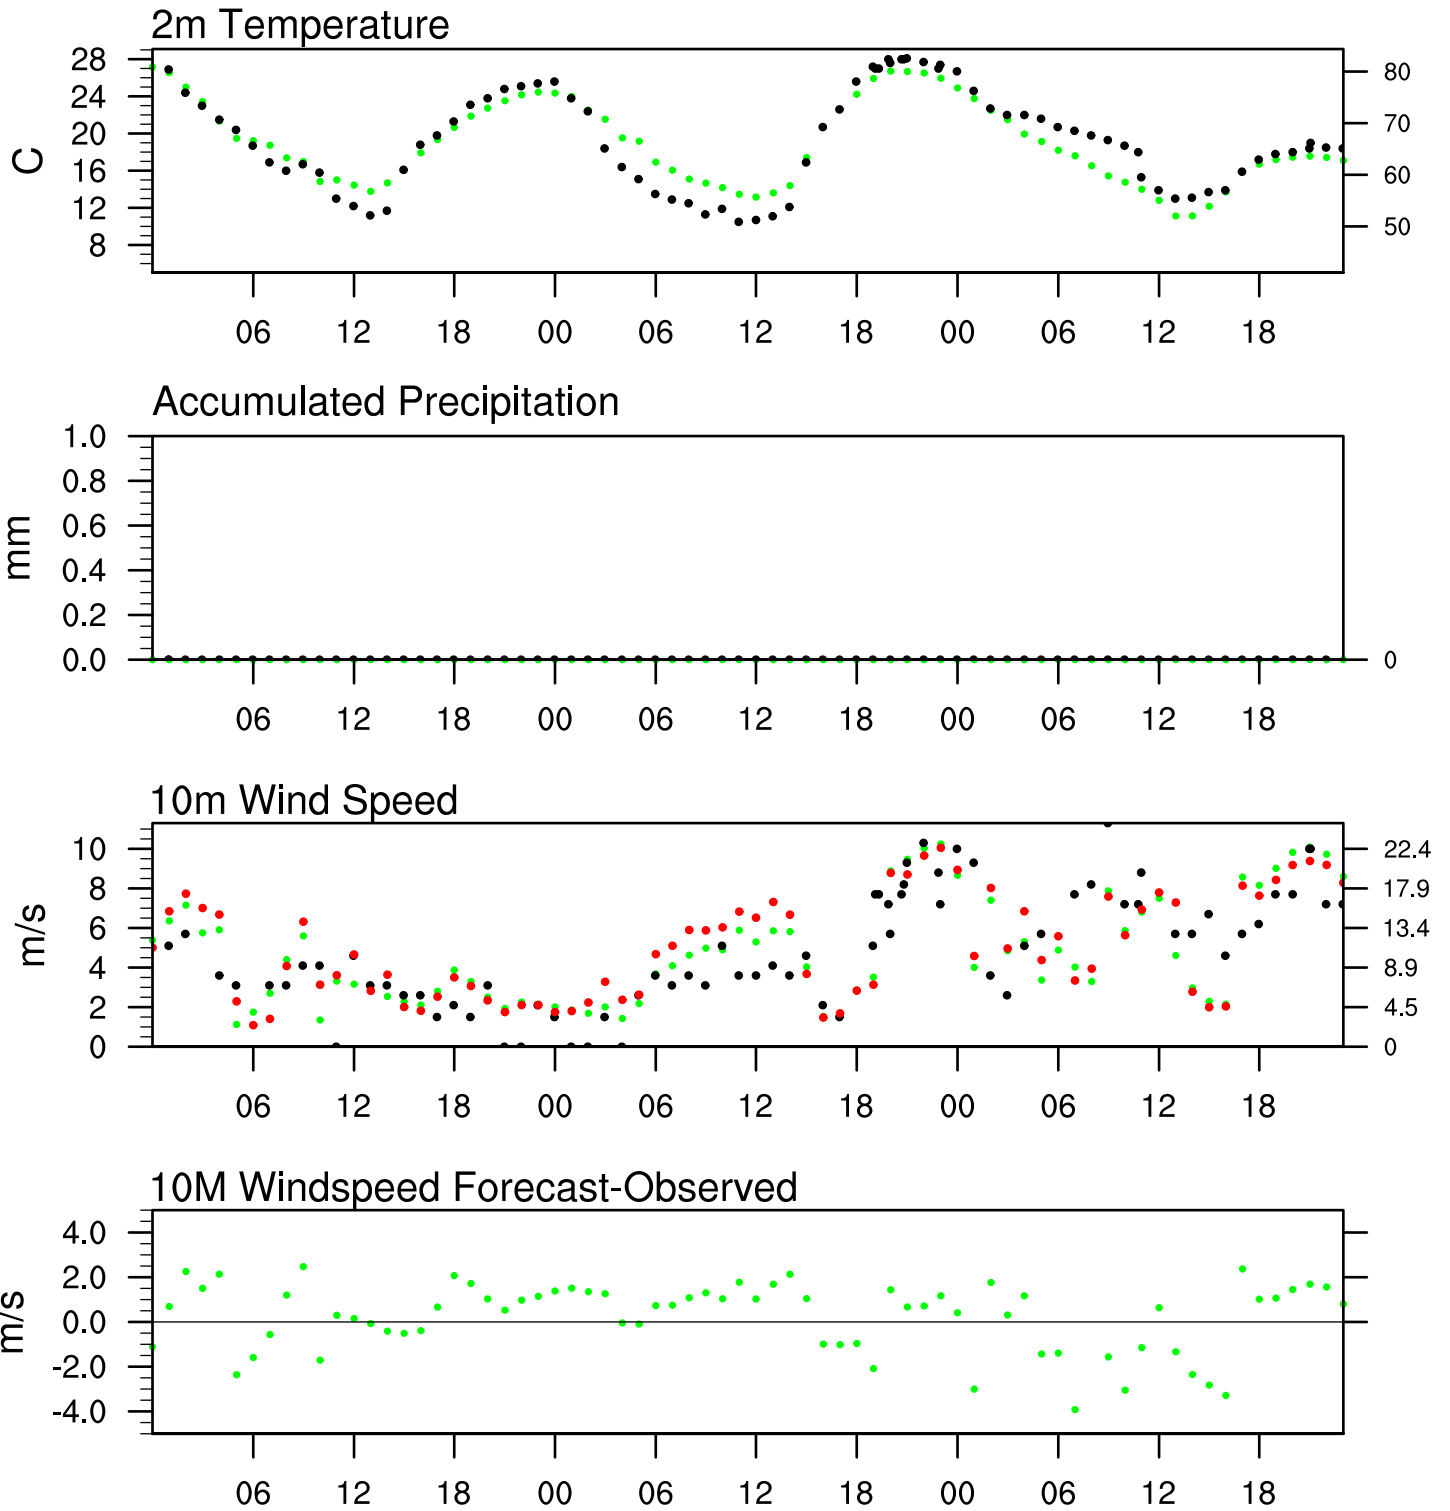 2m Temperature
28
24
20
16
12
8
C
80
70
60
50
06 12 18 00 06 12 18 00 06 12 18
Accumulated Precipitation
1.0
0.8
0.6
0.4
0.2
0.0
mm
0
06 12 18 00 06 12 18 00 06 12 18
10m Wind Speed
10
8
6
4
2
0
m/s
22.4
17.9
13.4
8.9
4.5
0
06 12 18 00 06 12 18 00 06 12 18
10M Windspeed Forecast-Observed
4.0
2.0
0.0
-2.0
-4.0
m/s
06 12 18 00 06 12 18 00 06 12 18